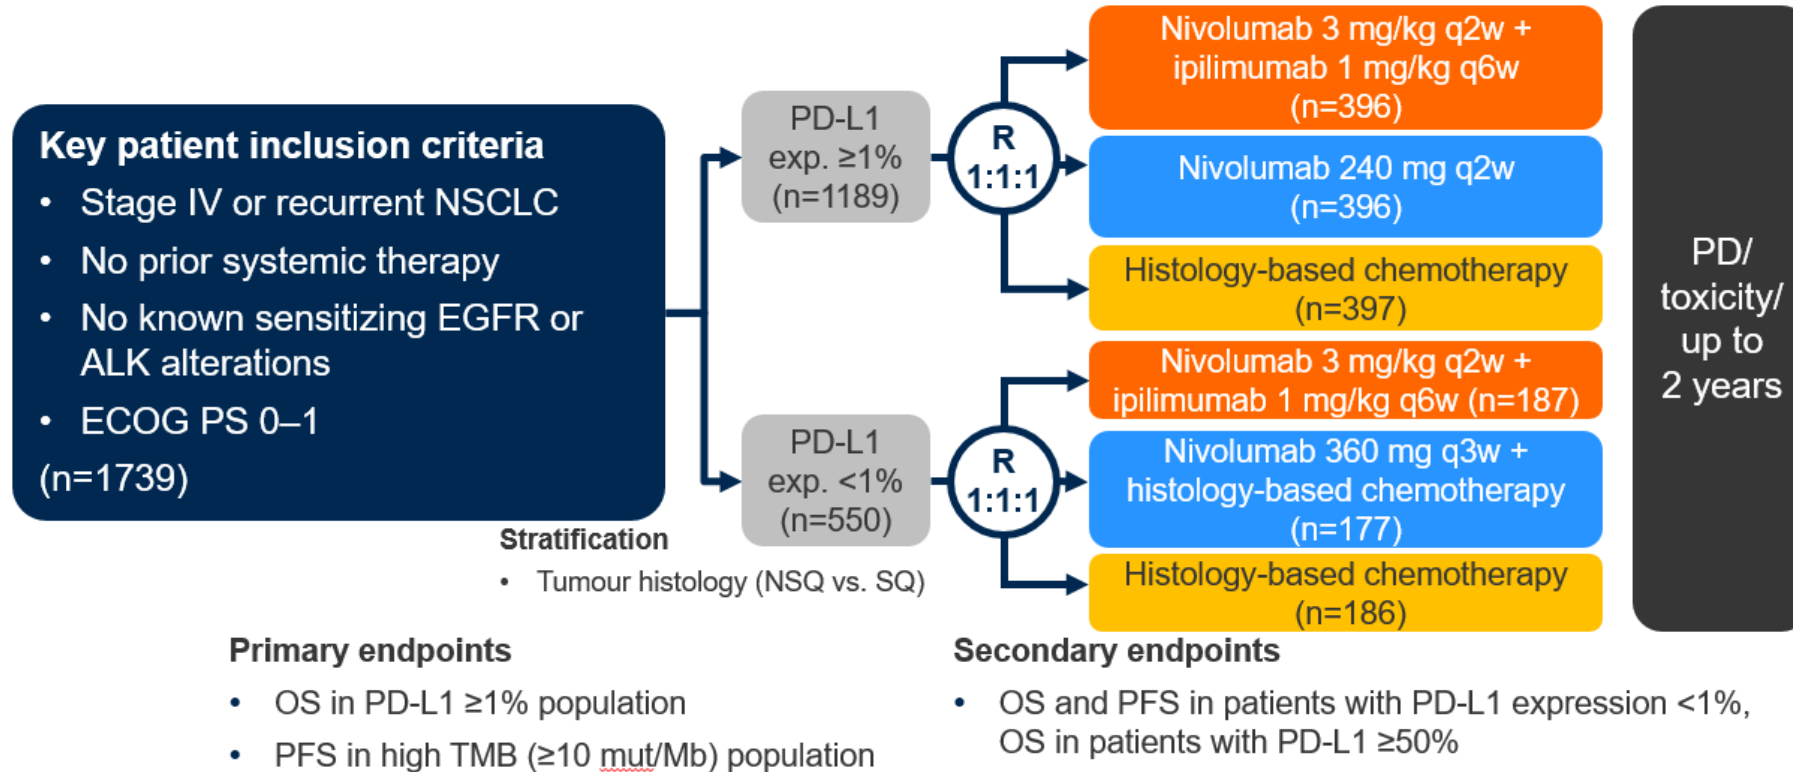 Key patient inclusion criteria
• Stage IV or recurrent NSCLC
• No prior systemic therapy
• No known sensitizing EGFR or
ALK alterations
• ECOG PS 0–1
(n=1739)
Stratification
• Tumour histology (NSQ vs. SQ)
PD-L1
exp. ≥1%
(n=1189)
R
1:1:1
Nivolumab 3 mg/kg q2w +
ipilimumab 1 mg/kg q6w
(n=396)
Nivolumab 240 mg q2w
(n=396)
Histology-based chemotherapy
(n=397)
PD-L1
exp. <1%
(n=550)
R
1:1:1
Nivolumab 3 mg/kg q2w +
ipilimumab 1 mg/kg q6w (n=187)
Nivolumab 360 mg q3w +
histology-based chemotherapy
(n=177)
Histology-based chemotherapy
(n=186)
PD/
toxicity/
up to
2 years
Primary endpoints
• OS in PD-L1 ≥1% population
• PFS in high TMB (≥10 mut/Mb) population
Secondary endpoints
• OS and PFS in patients with PD-L1 expression <1%,
OS in patients with PD-L1 ≥50%